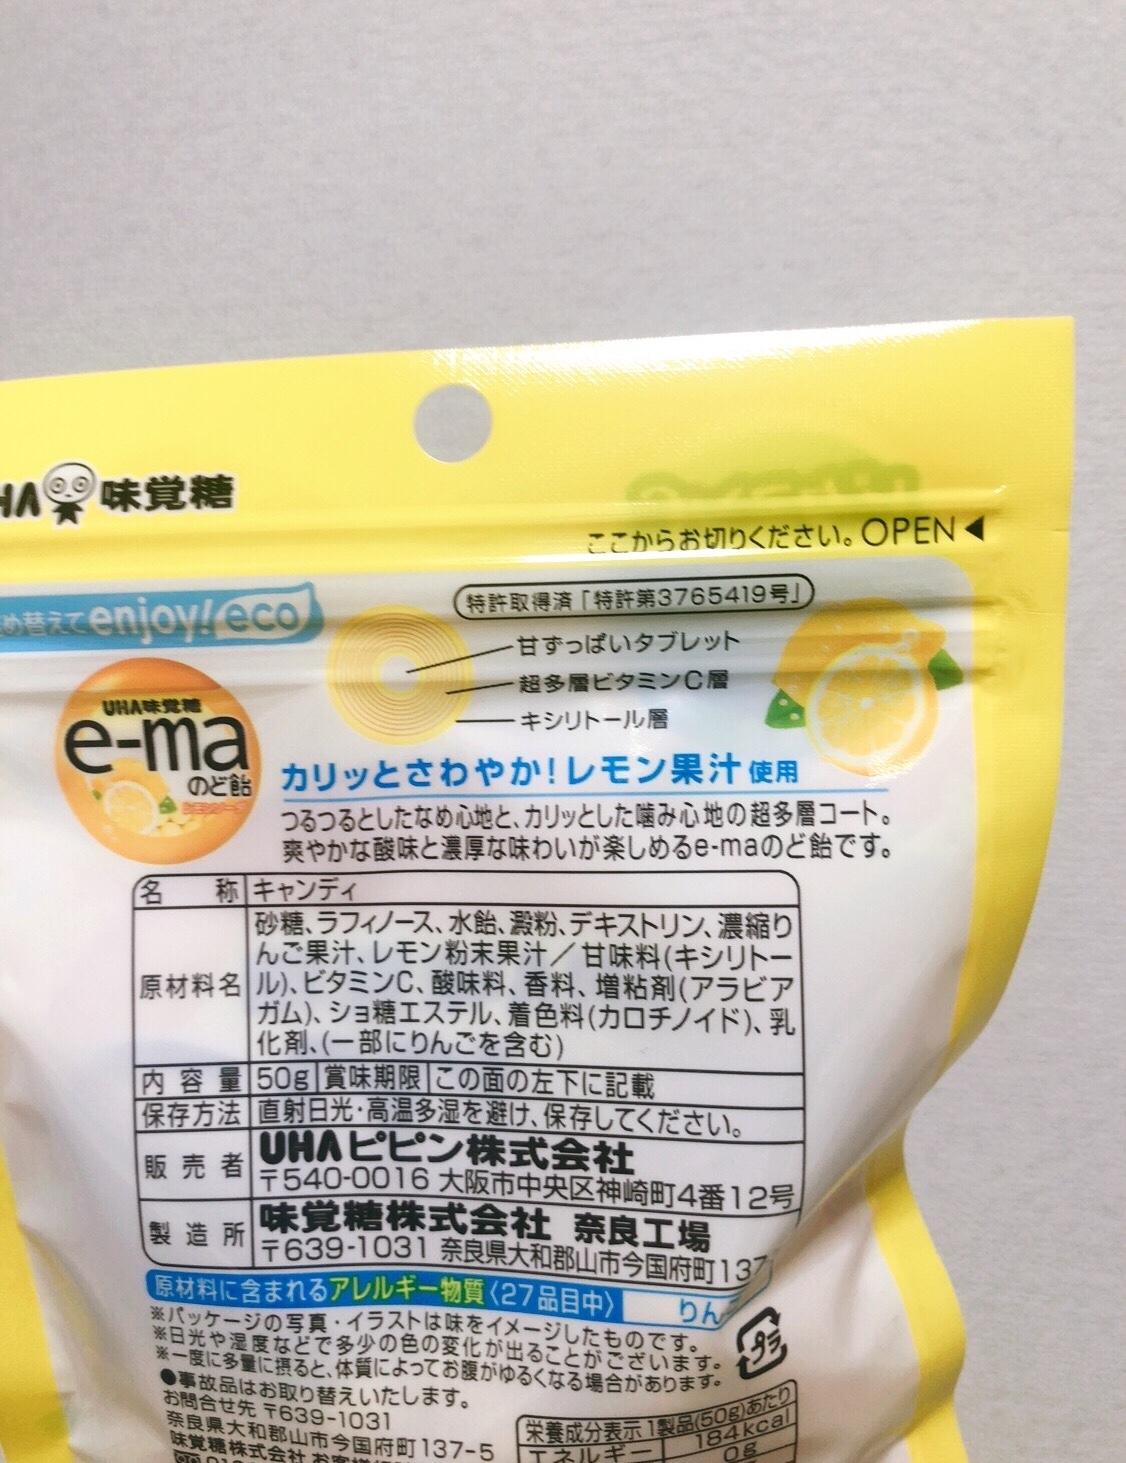 味覚糖
ここからお切りください。OPEN◀
め替えてenjoy!eco
特許取得済「特許第3765419号」
甘ずっぱいタブレット
超多層ビタミンC層
キシリトール層
UHA味覚糖
e-ma
のど飴
カリッとさわやか!レモン果汁使用
つるつるとしたなめ心地と、カリッとした噛み心地の超多層コート。
爽やかな酸味と濃厚な味わいが楽しめるe-maのど飴です。
名称 キャンディ
原材料名 砂糖、ラフィノース、水飴、澱粉、デキストリン、濃縮り
んご果汁、レモン粉末果汁/甘味料(キシリトー
ル)、ビタミンC、酸味料、香料、増粘剤(アラビア
ガム)、ショ糖エステル、着色料(カロチノイド)、乳
化剤、(一部にりんごを含む)
内容量 50g 賞味期限 この面の左下に記載
保存方法 直射日光・高温多湿を避け、保存してください。
販売者 UHAピピン株式会社
〒540-0016 大阪市中央区神崎町4番12号
製造所 味覚糖株式会社 奈良工場
〒639-1031 奈良県大和郡山市今国府町137
原材料に含まれるアレルギー物質〈27品目中〉 りん
※パッケージの写真・イラストは味をイメージしたものです。
※日光や湿度などで多少の色の変化が出ることがございます。
※一度に多量に摂ると、体質によってお腹がゆるくなる場合があります。
プラ
●事故品はお取り替えいたします。
お問合せ先 〒639-1031
奈良県大和郡山市今国府町137-5
味覚糖株式会社 お客様
栄養成分表示 1製品(50g)あたり
エネルギー 184kcal
0g